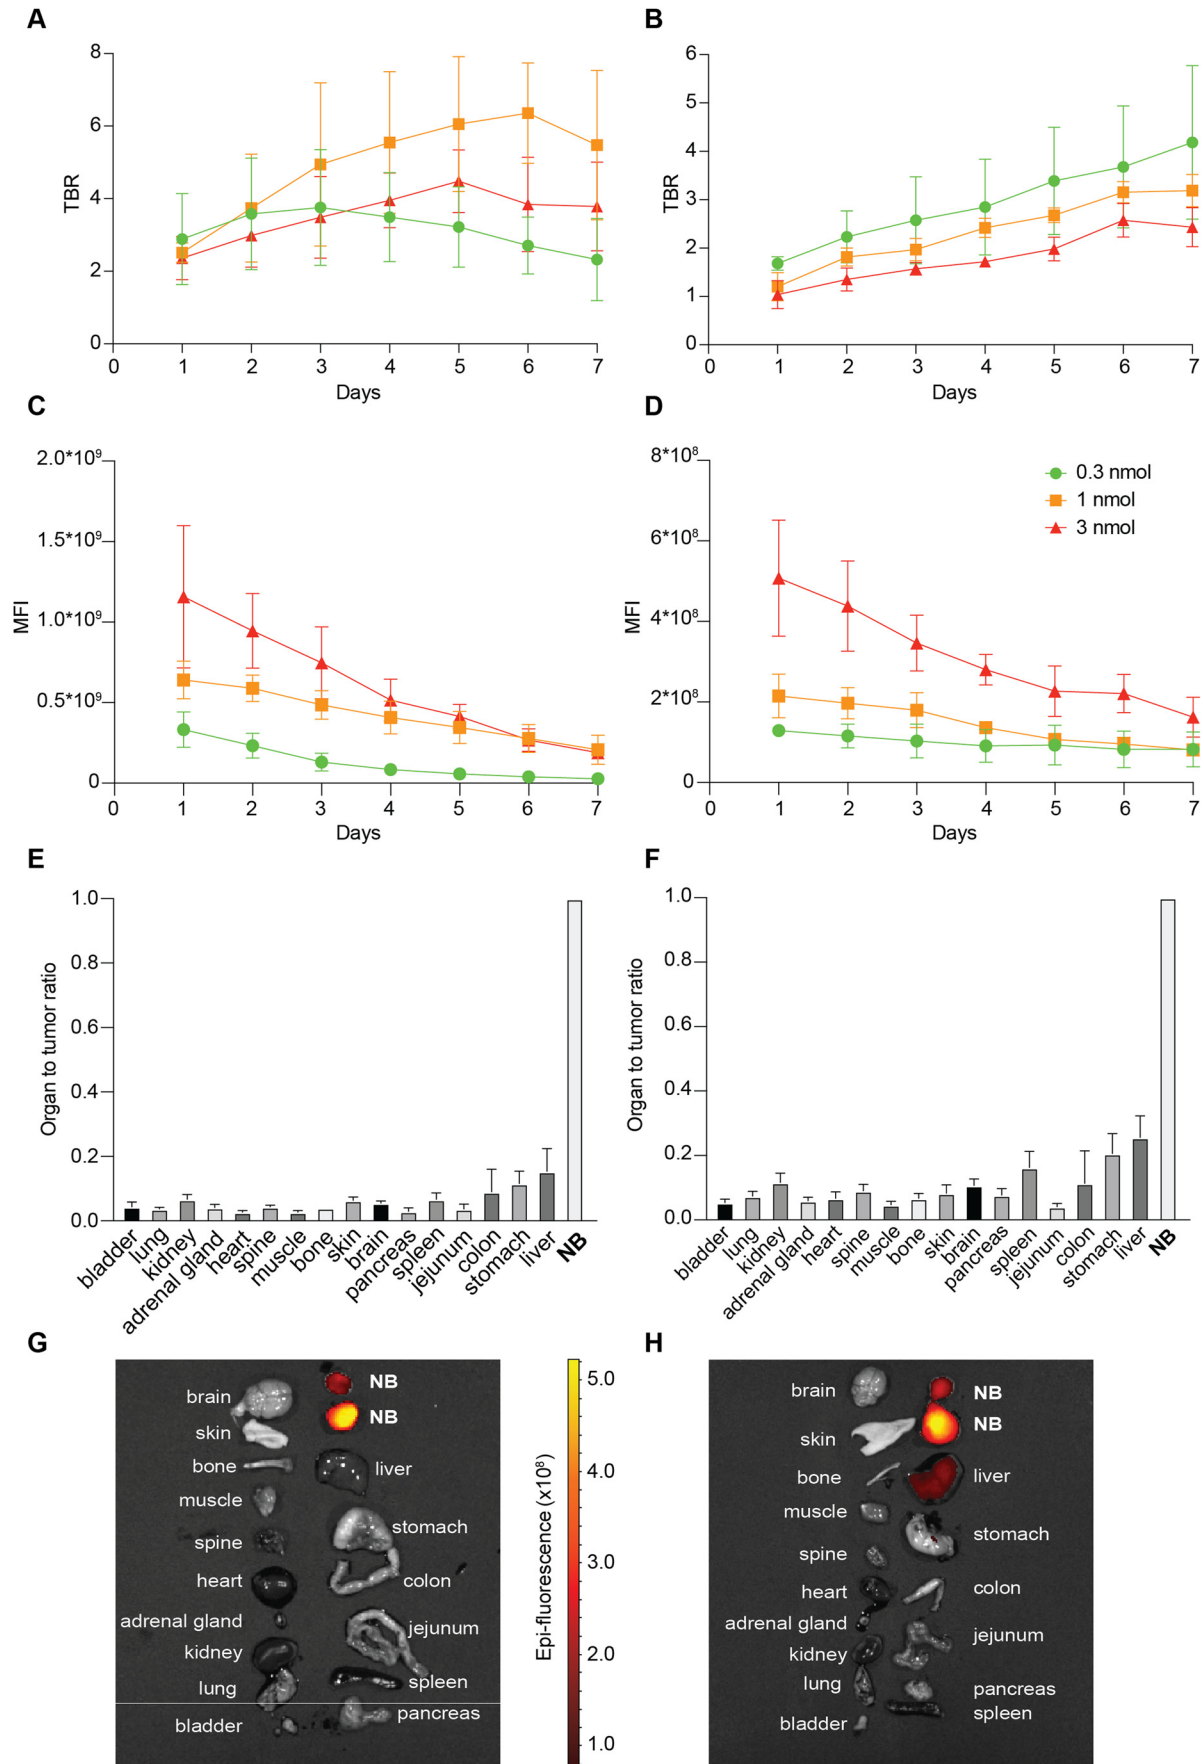 A
B
8
6
4
2
0
TBR
0 1 2 3 4 5 6 7
Days
6
5
4
3
2
1
0
TBR
0 1 2 3 4 5 6 7
Days
C
D
2.0*10⁹
1.5*10⁹
1.0*10⁹
0.5*10⁹
0
MFI
0 1 2 3 4 5 6 7
Days
8*10⁸
6*10⁸
4*10⁸
2*10⁸
0
MFI
0.3 nmol
1 nmol
3 nmol
0 1 2 3 4 5 6 7
Days
E
F
1.0
0.8
0.6
0.4
0.2
0.0
Organ to tumor ratio
bladder
lung
kidney
adrenal gland
heart
spine
muscle
bone
skin
brain
pancreas
spleen
jejunum
colon
stomach
liver
NB
1.0
0.8
0.6
0.4
0.2
0.0
Organ to tumor ratio
bladder
lung
kidney
adrenal gland
heart
spine
muscle
bone
skin
brain
pancreas
spleen
jejunum
colon
stomach
liver
NB
G
H
brain
skin
bone
muscle
spine
heart
adrenal gland
kidney
lung
bladder
NB
NB
liver
stomach
colon
jejunum
spleen
pancreas
Epi-fluorescence (x10⁸)
5.0
4.0
3.0
2.0
1.0
brain
skin
bone
muscle
spine
heart
adrenal gland
kidney
lung
bladder
NB
NB
liver
stomach
colon
jejunum
pancreas
spleen